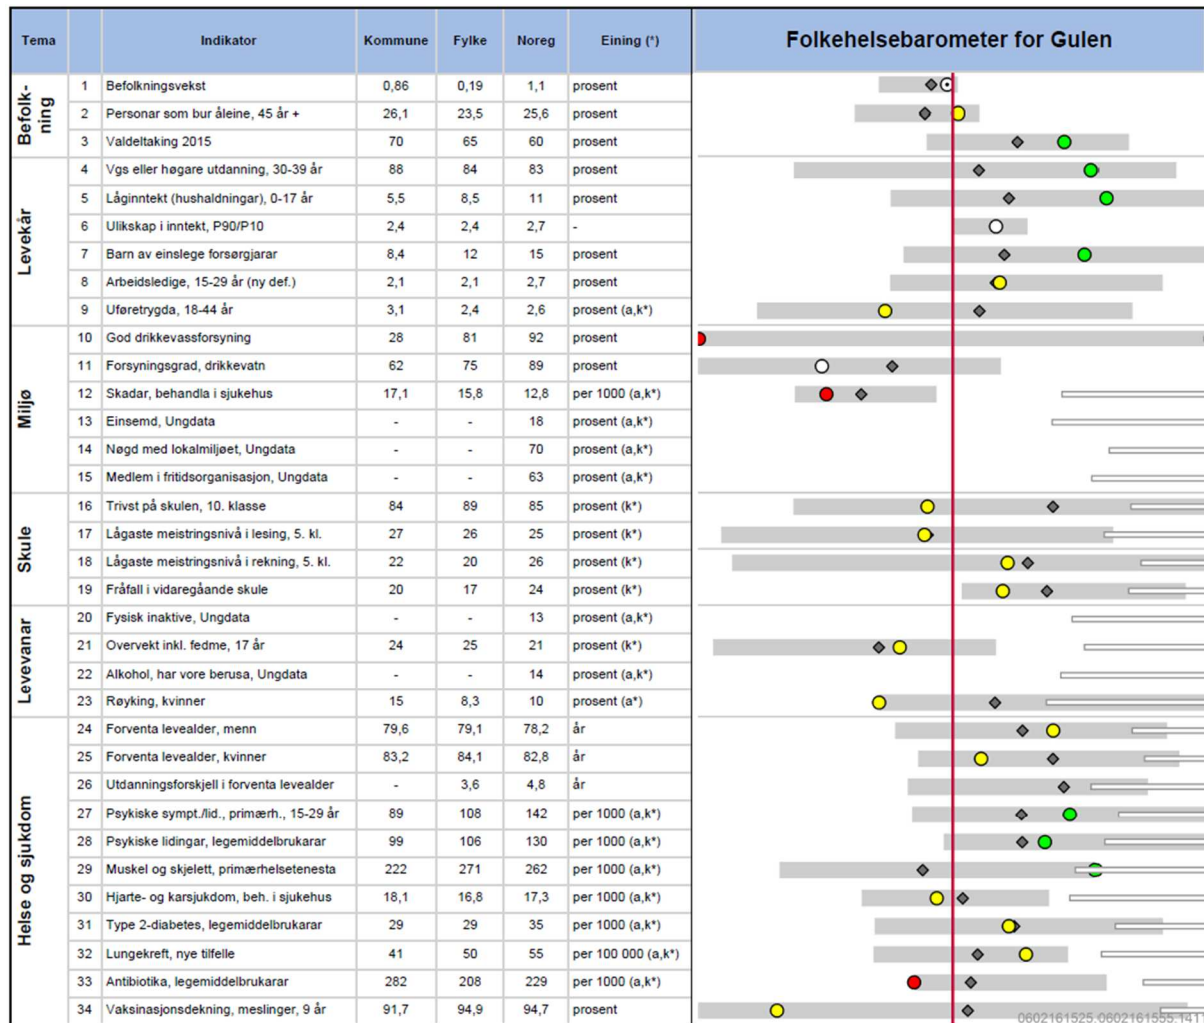 Tema Indikator Kommune Fylke Noreg Eining (*) Folkehelsebarometer for Gulen
Befolk-
ning
1 Befolkningsvekst 0,86 0,19 1,1 prosent
2 Personar som bur åleine, 45 år + 26,1 23,5 25,6 prosent
3 Valdeltaking 2015 70 65 60 prosent
Levekår
4 Vgs eller høgare utdanning, 30-39 år 88 84 83 prosent
5 Låginntekt (hushaldningar), 0-17 år 5,5 8,5 11 prosent
6 Ulikskap i inntekt, P90/P10 2,4 2,4 2,7 -
7 Barn av einslege forsørgjarar 8,4 12 15 prosent
8 Arbeidsledige, 15-29 år (ny def.) 2,1 2,1 2,7 prosent
9 Uføretrygda, 18-44 år 3,1 2,4 2,6 prosent (a,k*)
Miljø
10 God drikkevassforsyning 28 81 92 prosent
11 Forsyningsgrad, drikkevatn 62 75 89 prosent
12 Skadar, behandla i sjukehus 17,1 15,8 12,8 per 1000 (a,k*)
13 Einsemd, Ungdata - - 18 prosent (a,k*)
14 Nøgd med lokalmiljøet, Ungdata - - 70 prosent (a,k*)
15 Medlem i fritidsorganisasjon, Ungdata - - 63 prosent (a,k*)
Skule
16 Trivst på skulen, 10. klasse 84 89 85 prosent (k*)
17 Lågaste meistringsnivå i lesing, 5. kl. 27 26 25 prosent (k*)
18 Lågaste meistringsnivå i rekning, 5. kl. 22 20 26 prosent (k*)
19 Fråfall i vidaregåande skule 20 17 24 prosent (k*)
Levevanar
20 Fysisk inaktive, Ungdata - - 13 prosent (a,k*)
21 Overvekt inkl. fedme, 17 år 24 25 21 prosent (k*)
22 Alkohol, har vore berusa, Ungdata - - 14 prosent (a,k*)
23 Røyking, kvinner 15 8,3 10 prosent (a*)
Helse og sjukdom
24 Forventa levealder, menn 79,6 79,1 78,2 år
25 Forventa levealder, kvinner 83,2 84,1 82,8 år
26 Utdanningsforskjell i forventa levealder - 3,6 4,8 år
27 Psykiske sympt./lid., primærh., 15-29 år 89 108 142 per 1000 (a,k*)
28 Psykiske lidingar, legemiddelbrukarar 99 106 130 per 1000 (a,k*)
29 Muskel og skjelett, primærhelsetenesta 222 271 262 per 1000 (a,k*)
30 Hjarte- og karsjukdom, beh. i sjukehus 18,1 16,8 17,3 per 1000 (a,k*)
31 Type 2-diabetes, legemiddelbrukarar 29 29 35 per 1000 (a,k*)
32 Lungekreft, nye tilfelle 41 50 55 per 100 000 (a,k*)
33 Antibiotika, legemiddelbrukarar 282 208 229 per 1000 (a,k*)
34 Vaksinasjonsdekning, meslinger, 9 år 91,7 94,9 94,7 prosent
0602161525.0602161555.1411